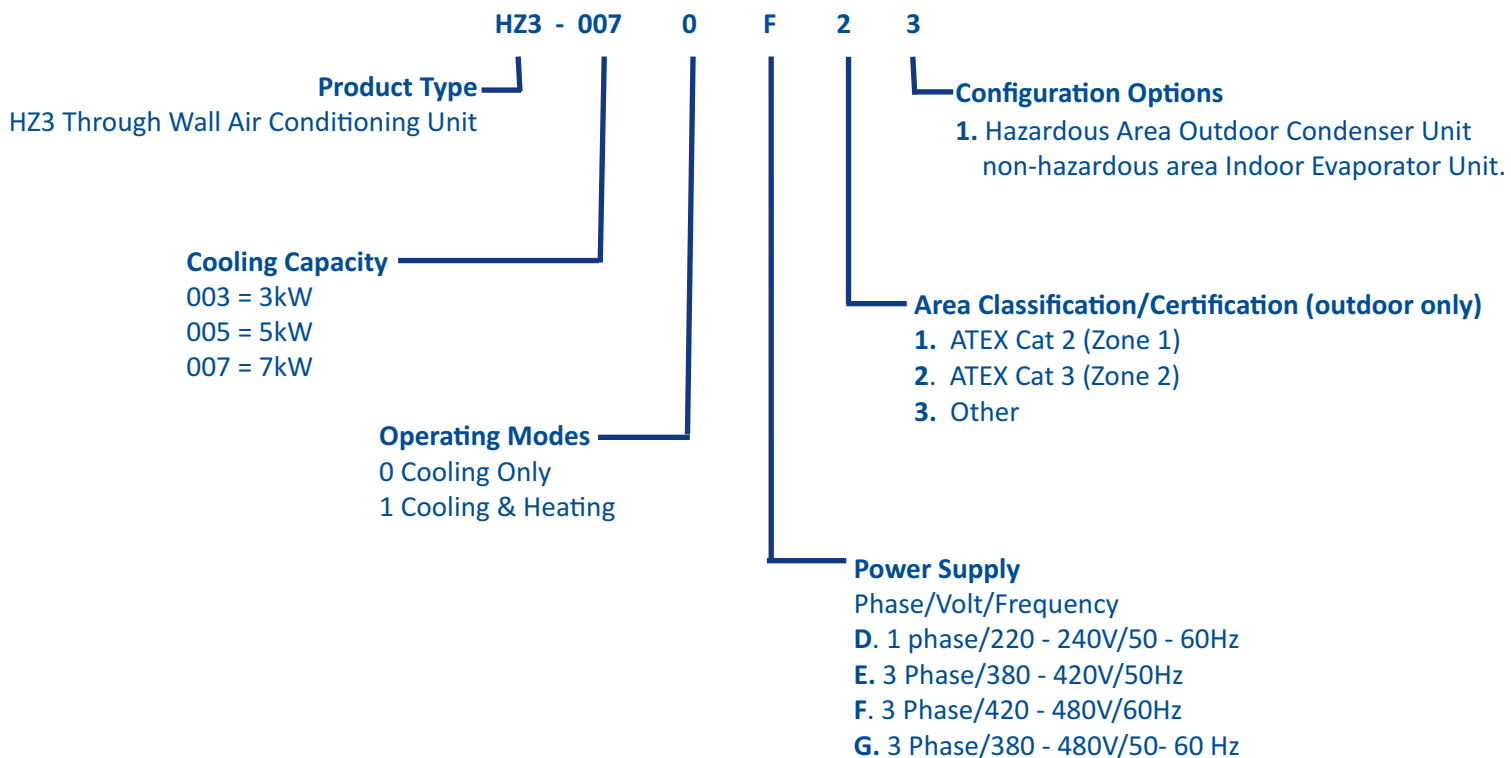 HZ3 - 007 0 F 2 3
Product Type
HZ3 Through Wall Air Conditioning Unit
Configuration Options
1. Hazardous Area Outdoor Condenser Unit
non-hazardous area Indoor Evaporator Unit.
Cooling Capacity
003 = 3kW
005 = 5kW
007 = 7kW
Area Classification/Certification (outdoor only)
1. ATEX Cat 2 (Zone 1)
2. ATEX Cat 3 (Zone 2)
3. Other
Operating Modes
0 Cooling Only
1 Cooling & Heating
Power Supply
Phase/Volt/Frequency
D. 1 phase/220 - 240V/50 - 60Hz
E. 3 Phase/380 - 420V/50Hz
F. 3 Phase/420 - 480V/60Hz
G. 3 Phase/380 - 480V/50- 60 Hz